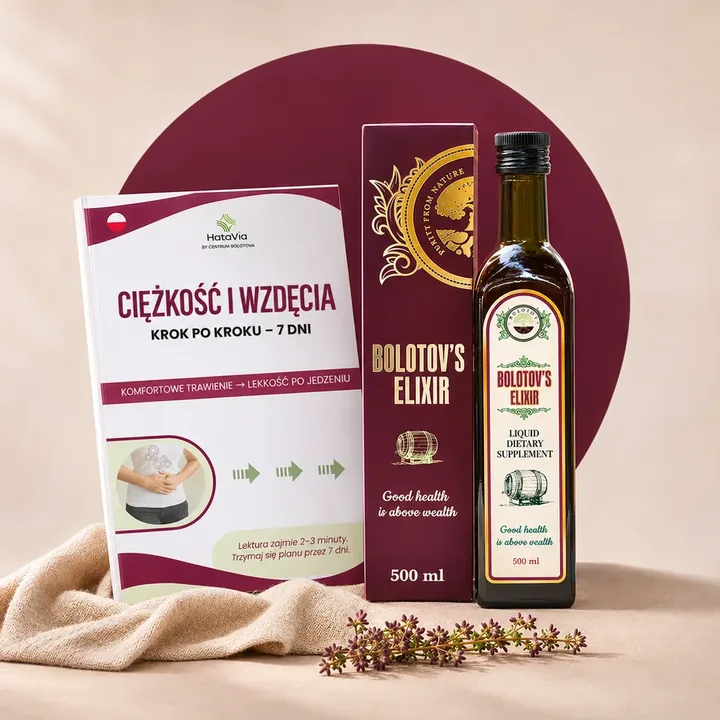 HataVia
BY CENTRUM BOLOTOVA
CIĘŻKOŚĆ I WZDĘCIA
KROK PO KROKU – 7 DNI
KOMFORTOWE TRAWIENIE → LEKKOŚĆ PO JEDZENIU
Lektura zajmie 2–3 minuty.
Trzymaj się planu przez 7 dni.
PURITY FROM NATURE
BOLOTOV'S
ELIXIR
Good health
is above wealth
500 ml
BOLOTOV
BOLOTOV'S
ELIXIR
LIQUID
DIETARY
SUPPLEMENT
Good health
is above wealth
500 ml